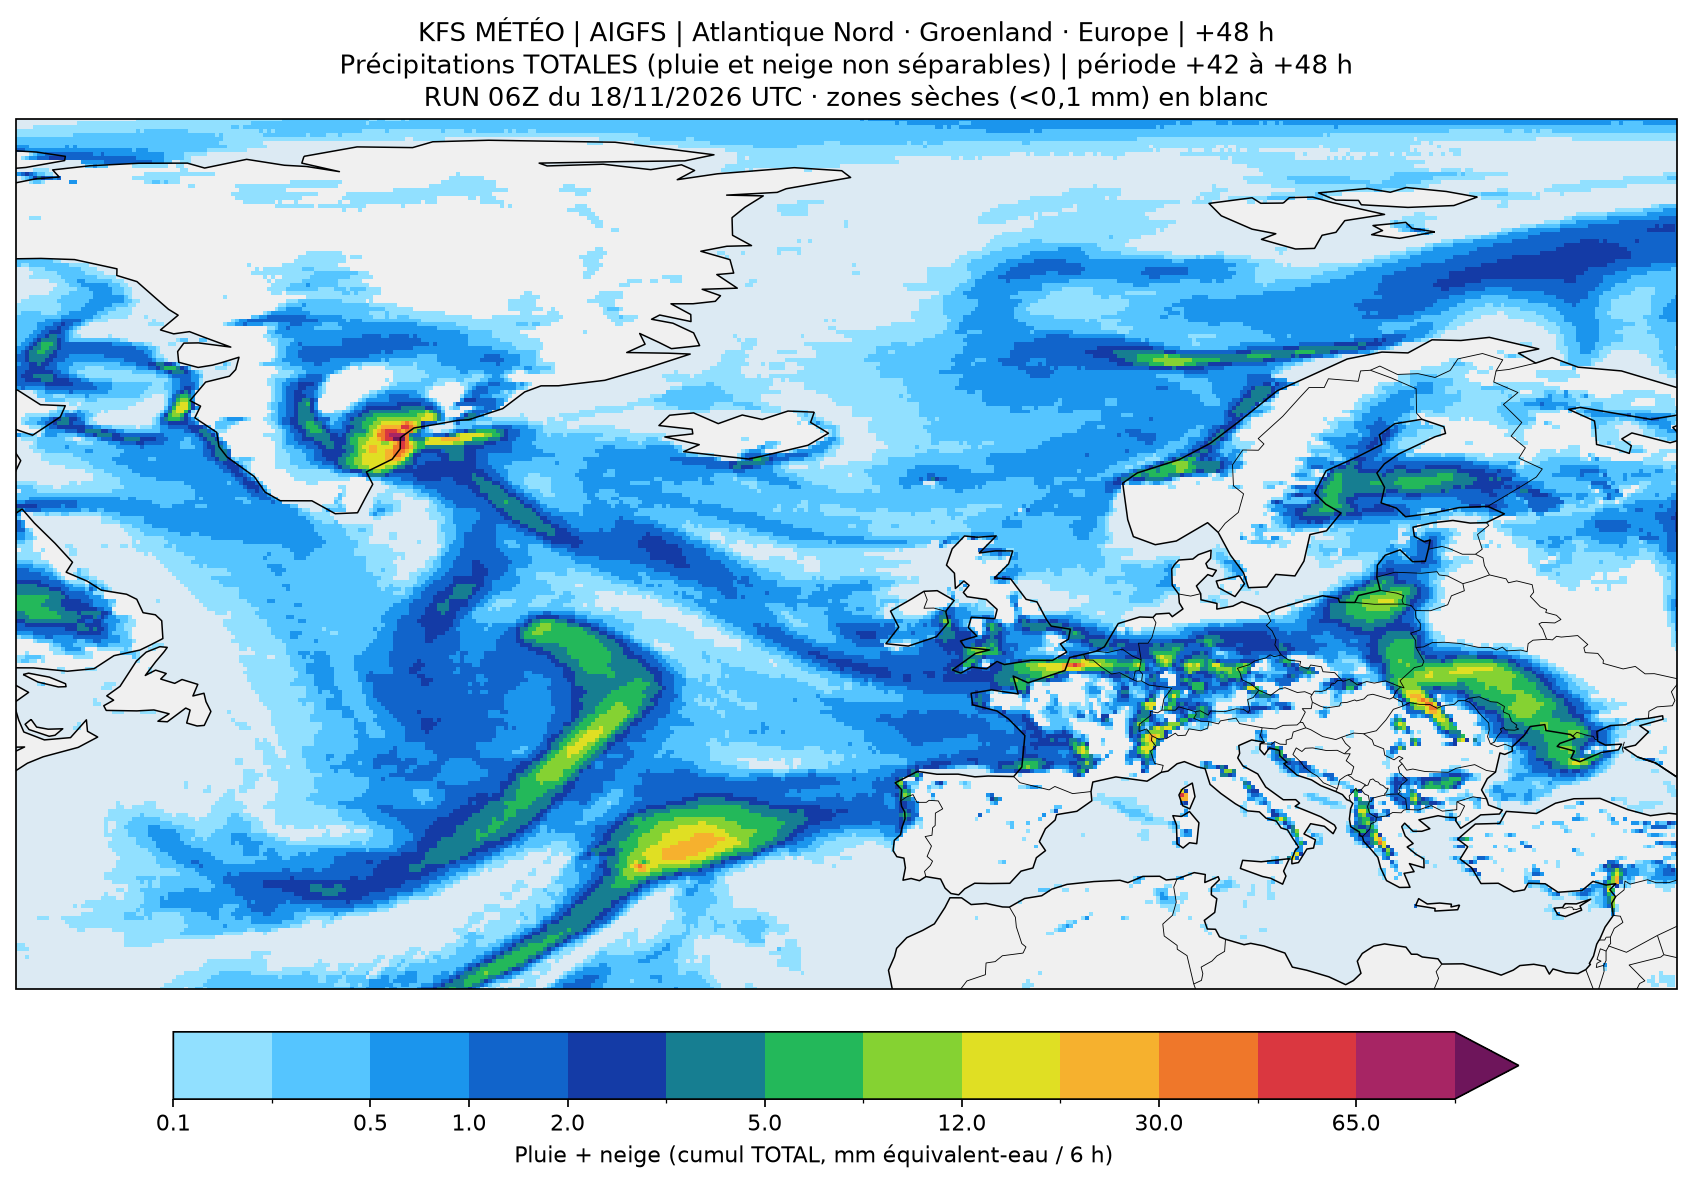 KFS MÉTÉO | AIGFS | Atlantique Nord · Groenland · Europe | +48 h
Précipitations TOTALES (pluie et neige non séparables) | période +42 à +48 h
RUN 06Z du 18/11/2026 UTC · zones sèches (<0,1 mm) en blanc
0.1 0.5 1.0 2.0 5.0 12.0 30.0 65.0
Pluie + neige (cumul TOTAL, mm équivalent-eau / 6 h)